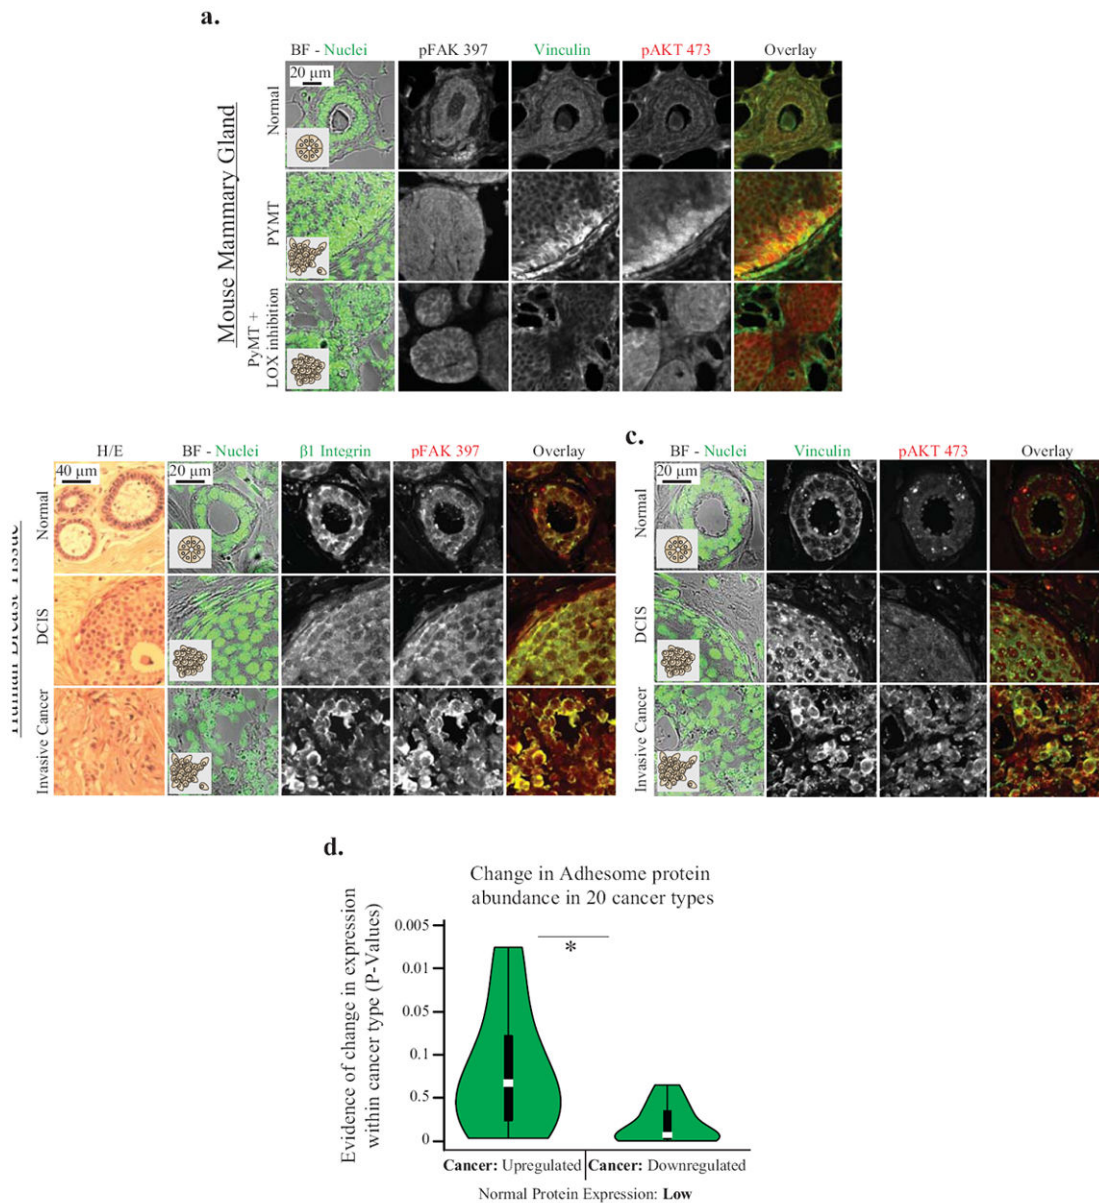 a.
BF - Nuclei pFAK 397 Vinculin pAKT 473 Overlay
20 μm
Mouse Mammary Gland
Normal
PYMT
PyMT +
LOX inhibition
H/E BF - Nuclei β1 Integrin pFAK 397 Overlay
40 μm 20 μm
Human Breast Tissue
Normal
DCIS
Invasive Cancer
c.
BF - Nuclei Vinculin pAKT 473 Overlay
20 μm
Normal
DCIS
Invasive Cancer
d.
Change in Adhesome protein
abundance in 20 cancer types
Evidence of change in expression
within cancer type (P-Values)
0.005
0.01
0.05
0.1
0.5
0
*
Cancer: Upregulated Cancer: Downregulated
Normal Protein Expression: Low